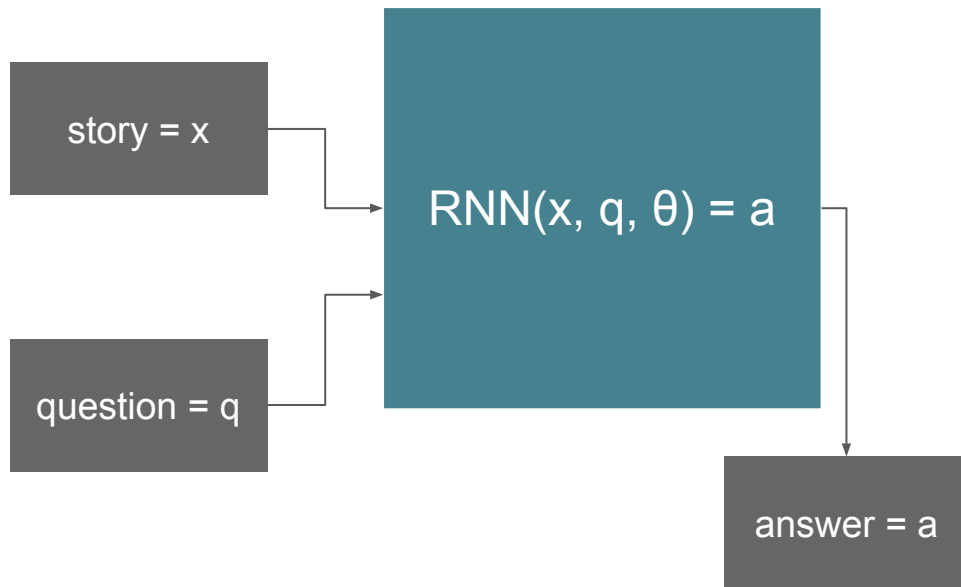 story = x
question = q
RNN(x, q, θ) = a
answer = a